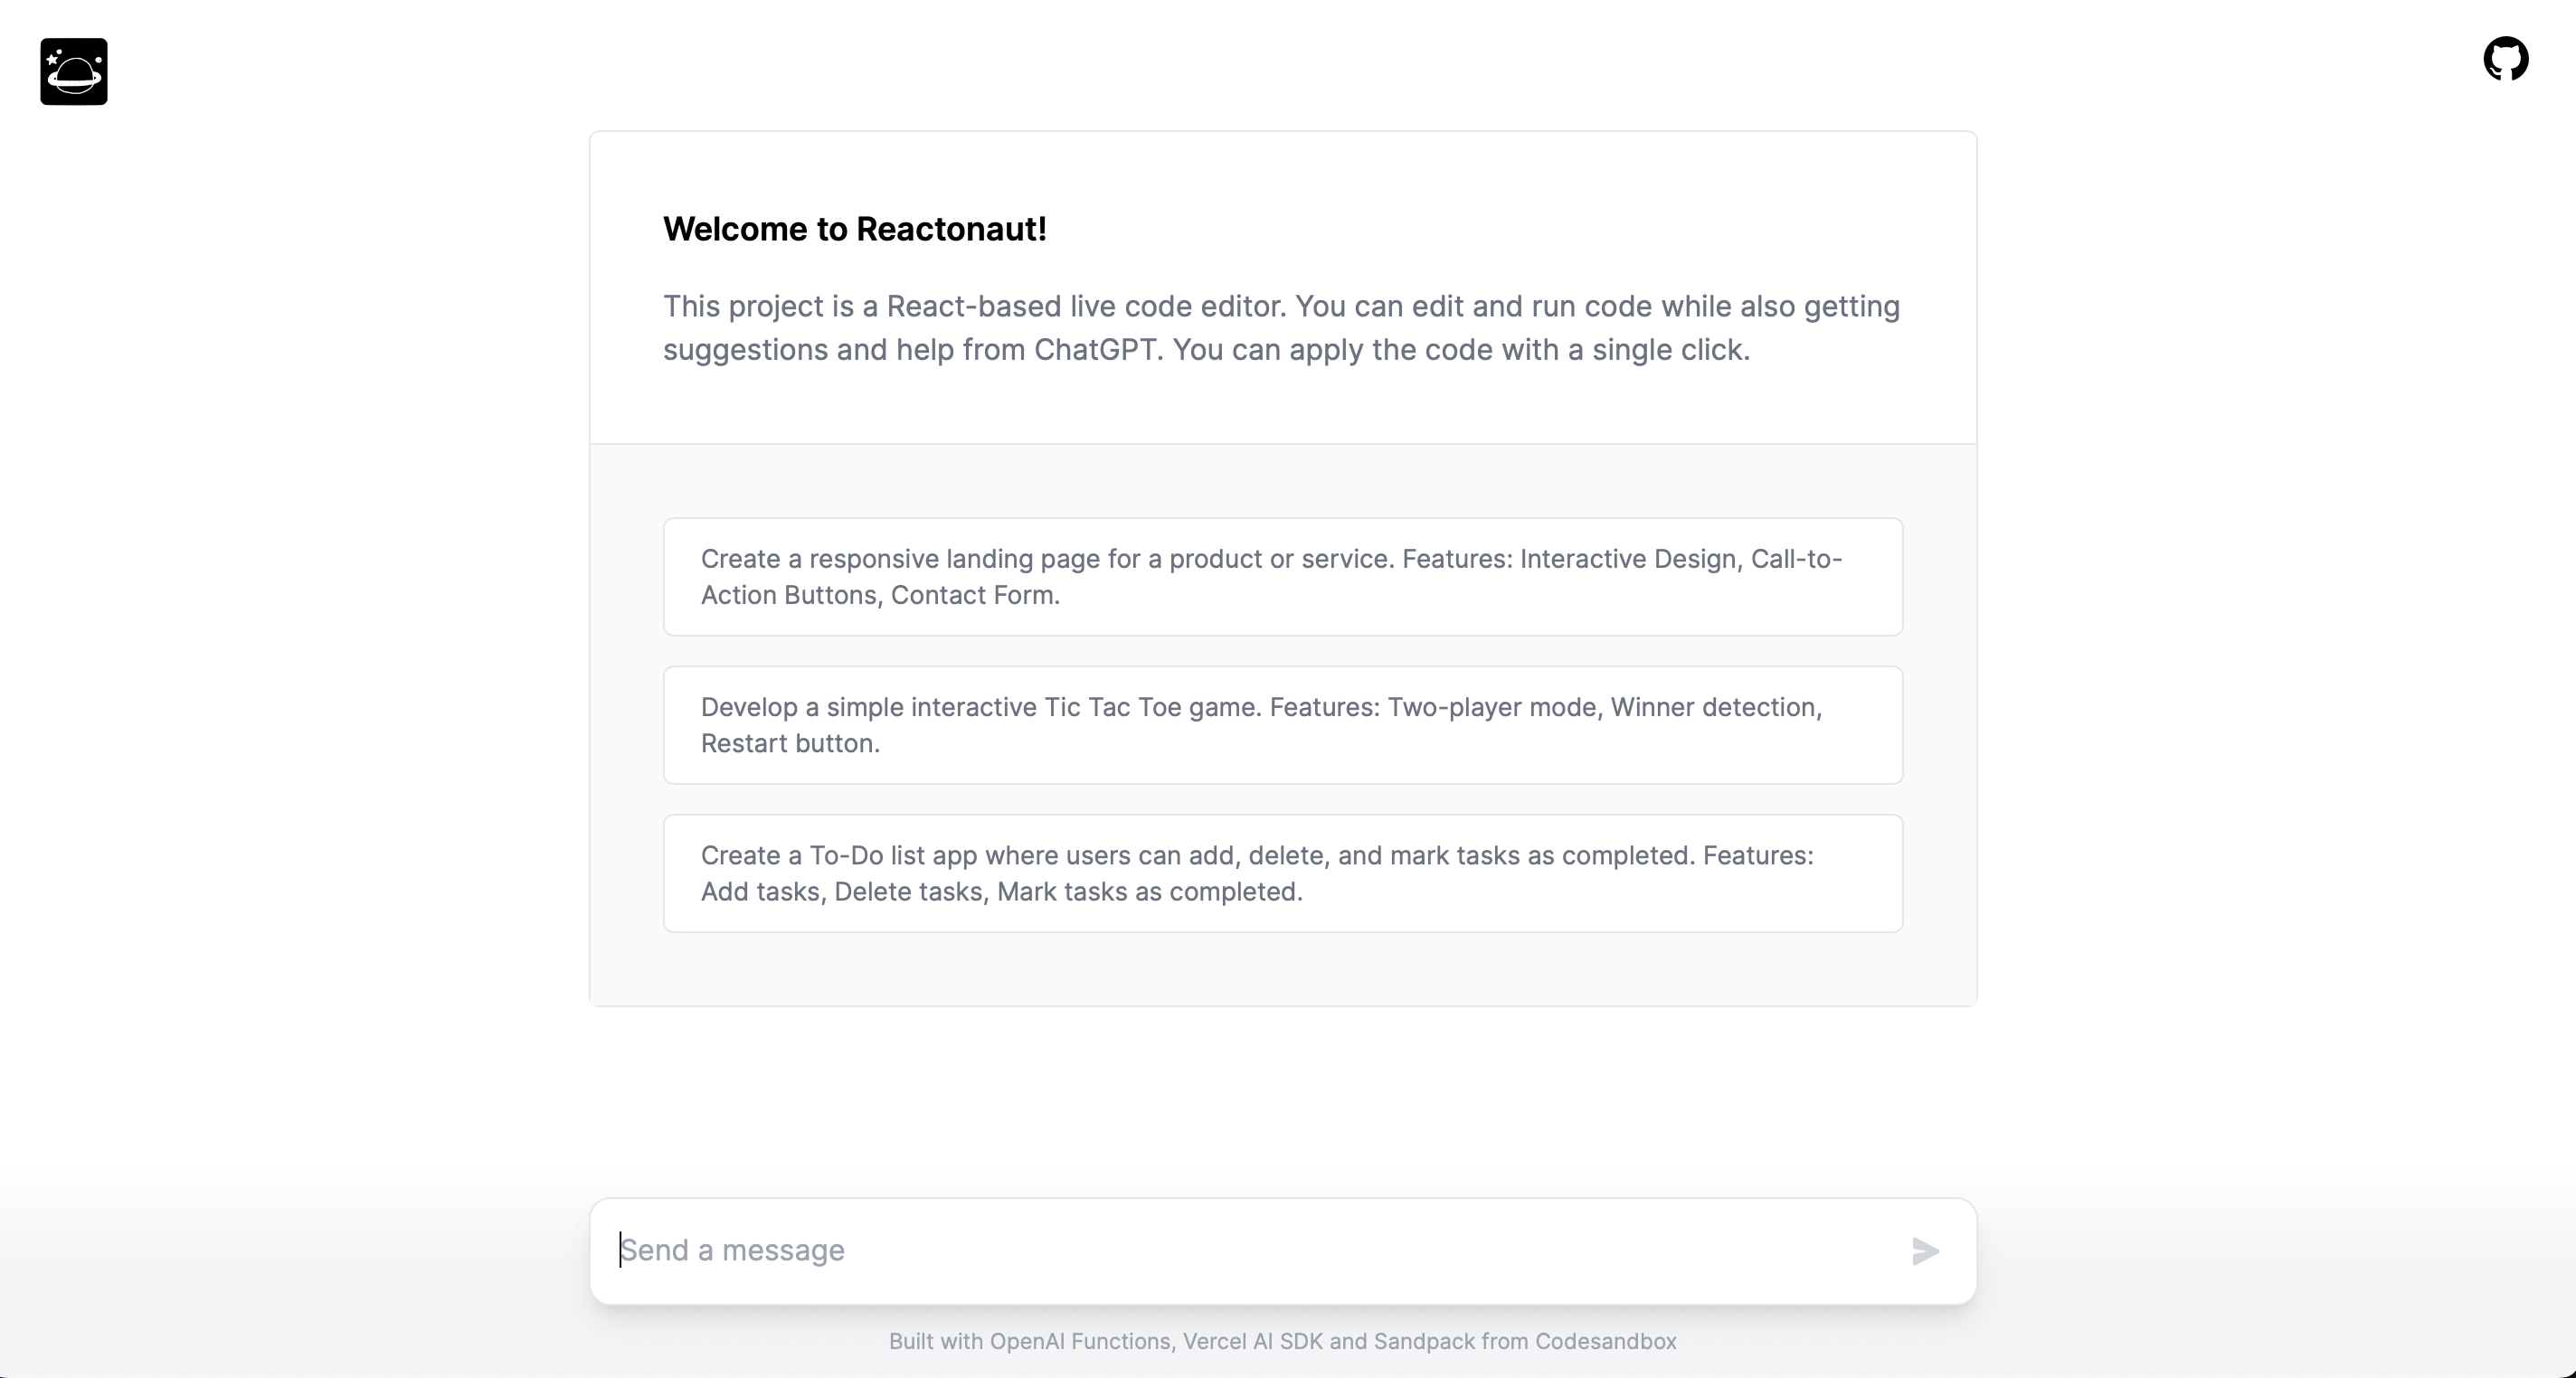 Welcome to Reactonaut!
This project is a React-based live code editor. You can edit and run code while also getting
suggestions and help from ChatGPT. You can apply the code with a single click.
Create a responsive landing page for a product or service. Features: Interactive Design, Call-to-
Action Buttons, Contact Form.
Develop a simple interactive Tic Tac Toe game. Features: Two-player mode, Winner detection,
Restart button.
Create a To-Do list app where users can add, delete, and mark tasks as completed. Features:
Add tasks, Delete tasks, Mark tasks as completed.
Send a message
Built with OpenAI Functions, Vercel AI SDK and Sandpack from Codesandbox